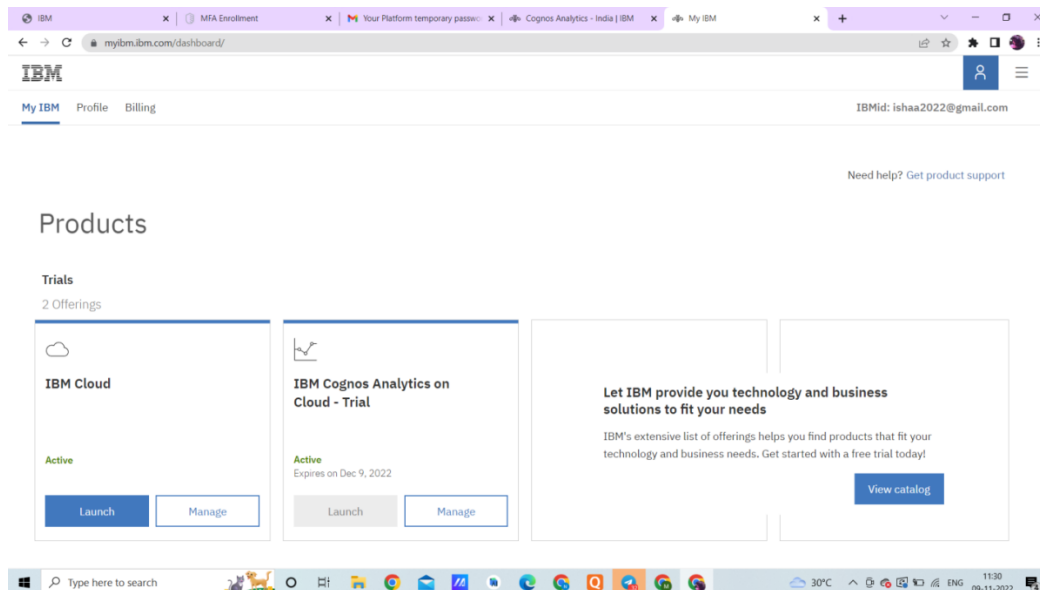 IBM
MFA Enrollment
Your Platform temporary passwo
Cognos Analytics - India | IBM
My IBM
myibm.ibm.com/dashboard/
IBM
My IBM Profile Billing
IBMid: ishaa2022@gmail.com
Need help? Get product support
Products
Trials
2 Offerings
IBM Cloud
Active
Launch Manage
IBM Cognos Analytics on
Cloud - Trial
Active
Expires on Dec 9, 2022
Launch Manage
Let IBM provide you technology and business
solutions to fit your needs
IBM's extensive list of offerings helps you find products that fit your
technology and business needs. Get started with a free trial today!
View catalog
Type here to search
30°C
ENG
11:30
09-11-2022